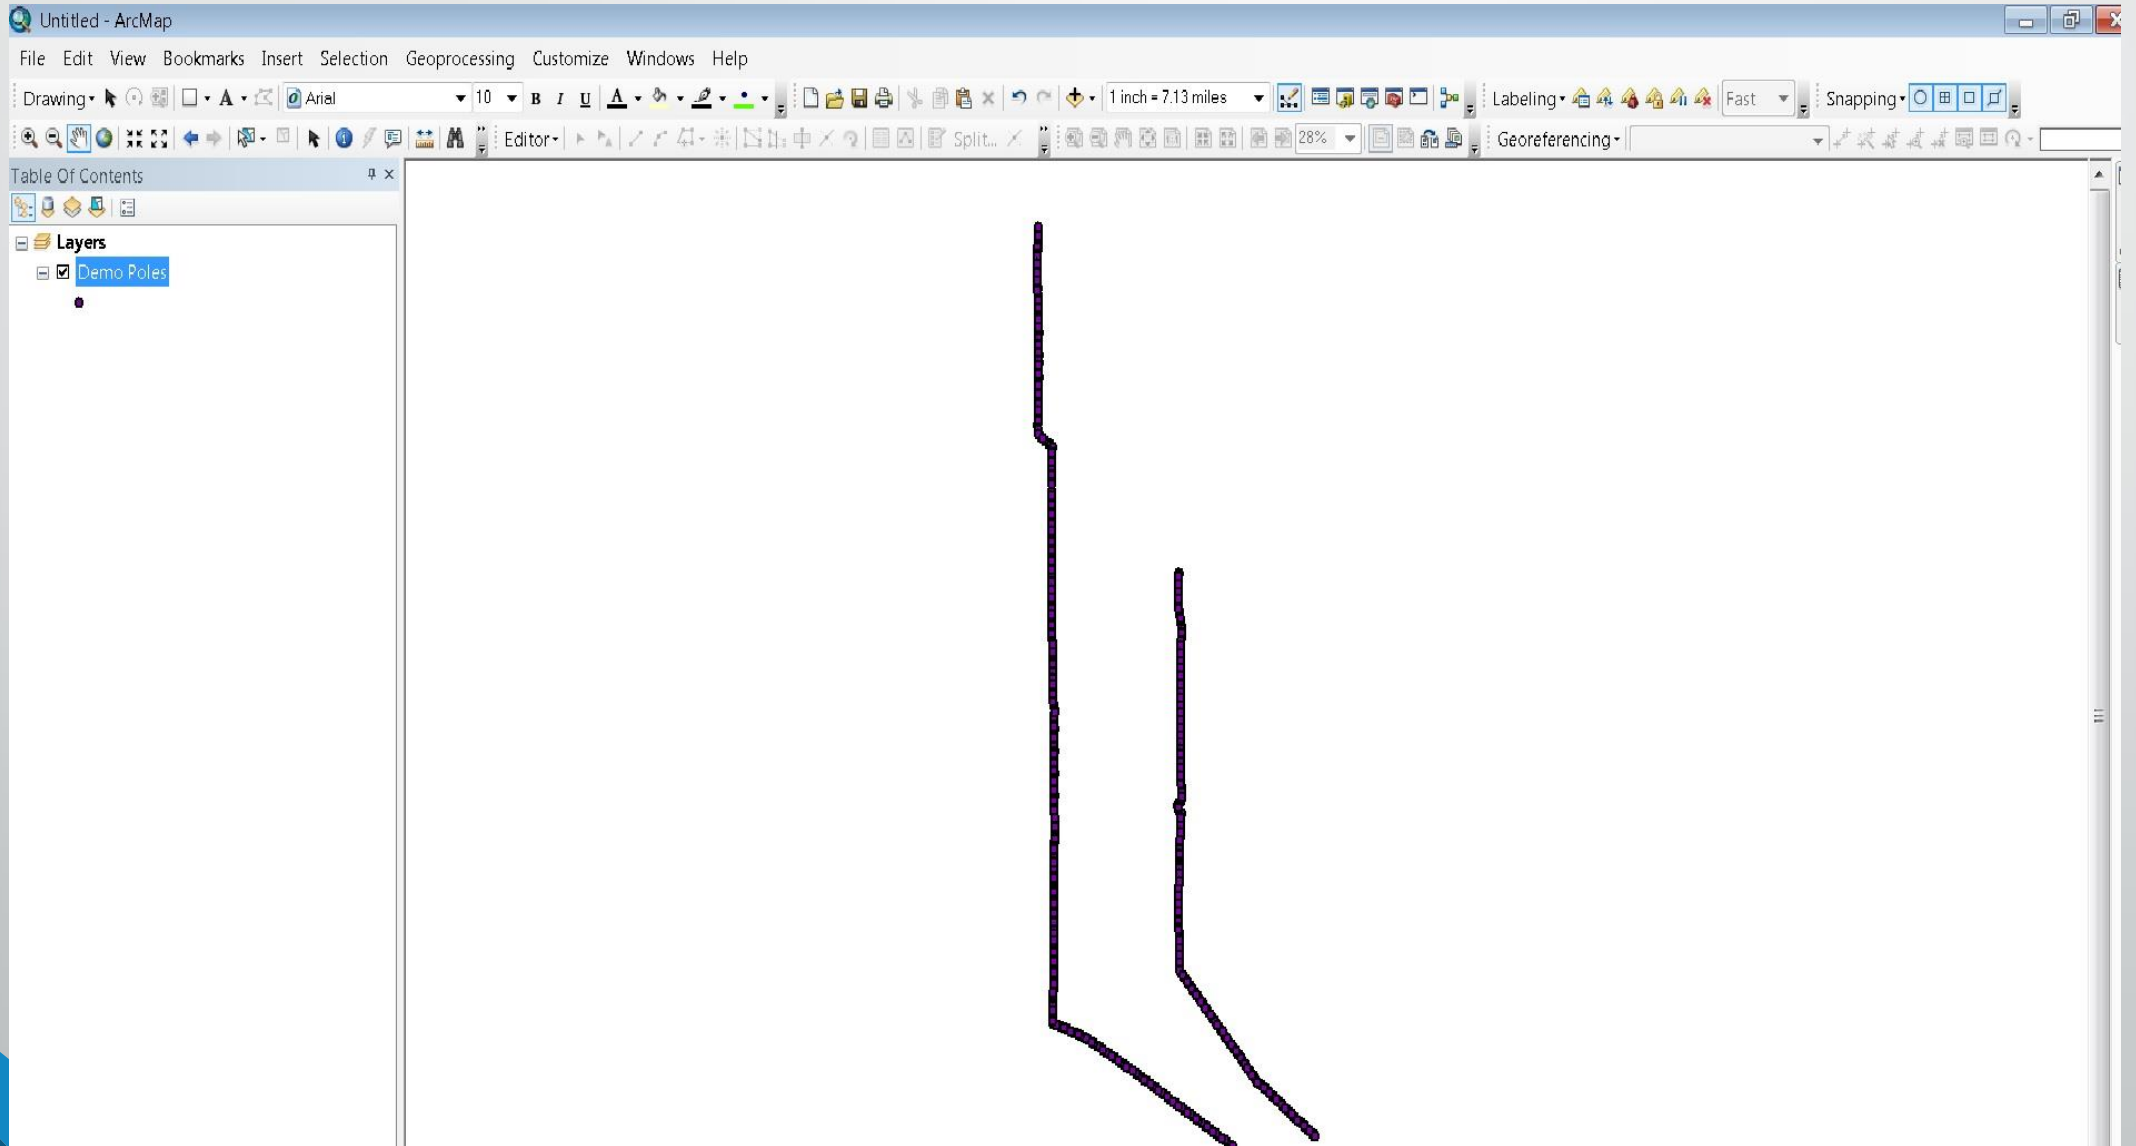 Untitled - ArcMap
File Edit View Bookmarks Insert Selection Geoprocessing Customize Windows Help
Drawing A Arial 10 B I U A 1 inch = 7.13 miles Labeling Fast Snapping
Editor Split... 28% Georeferencing
Table Of Contents
Layers
Demo Poles